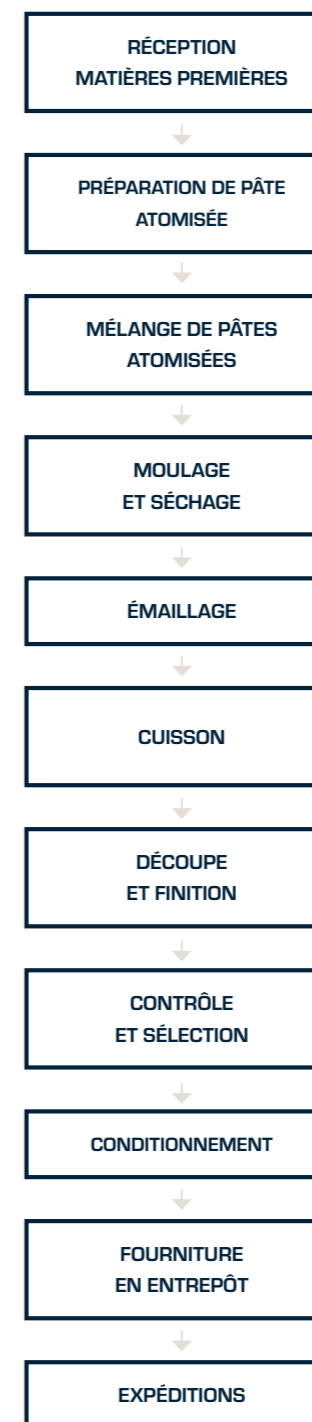 RÉCEPTION
MATIÈRES PREMIÈRES
PRÉPARATION DE PÂTE
ATOMISÉE
MÉLANGE DE PÂTES
ATOMISÉES
MOULAGE
ET SÉCHAGE
ÉMAILLAGE
CUISSON
DÉCOUPE
ET FINITION
CONTRÔLE
ET SÉLECTION
CONDITIONNEMENT
FOURNITURE
EN ENTREPÔT
EXPÉDITIONS